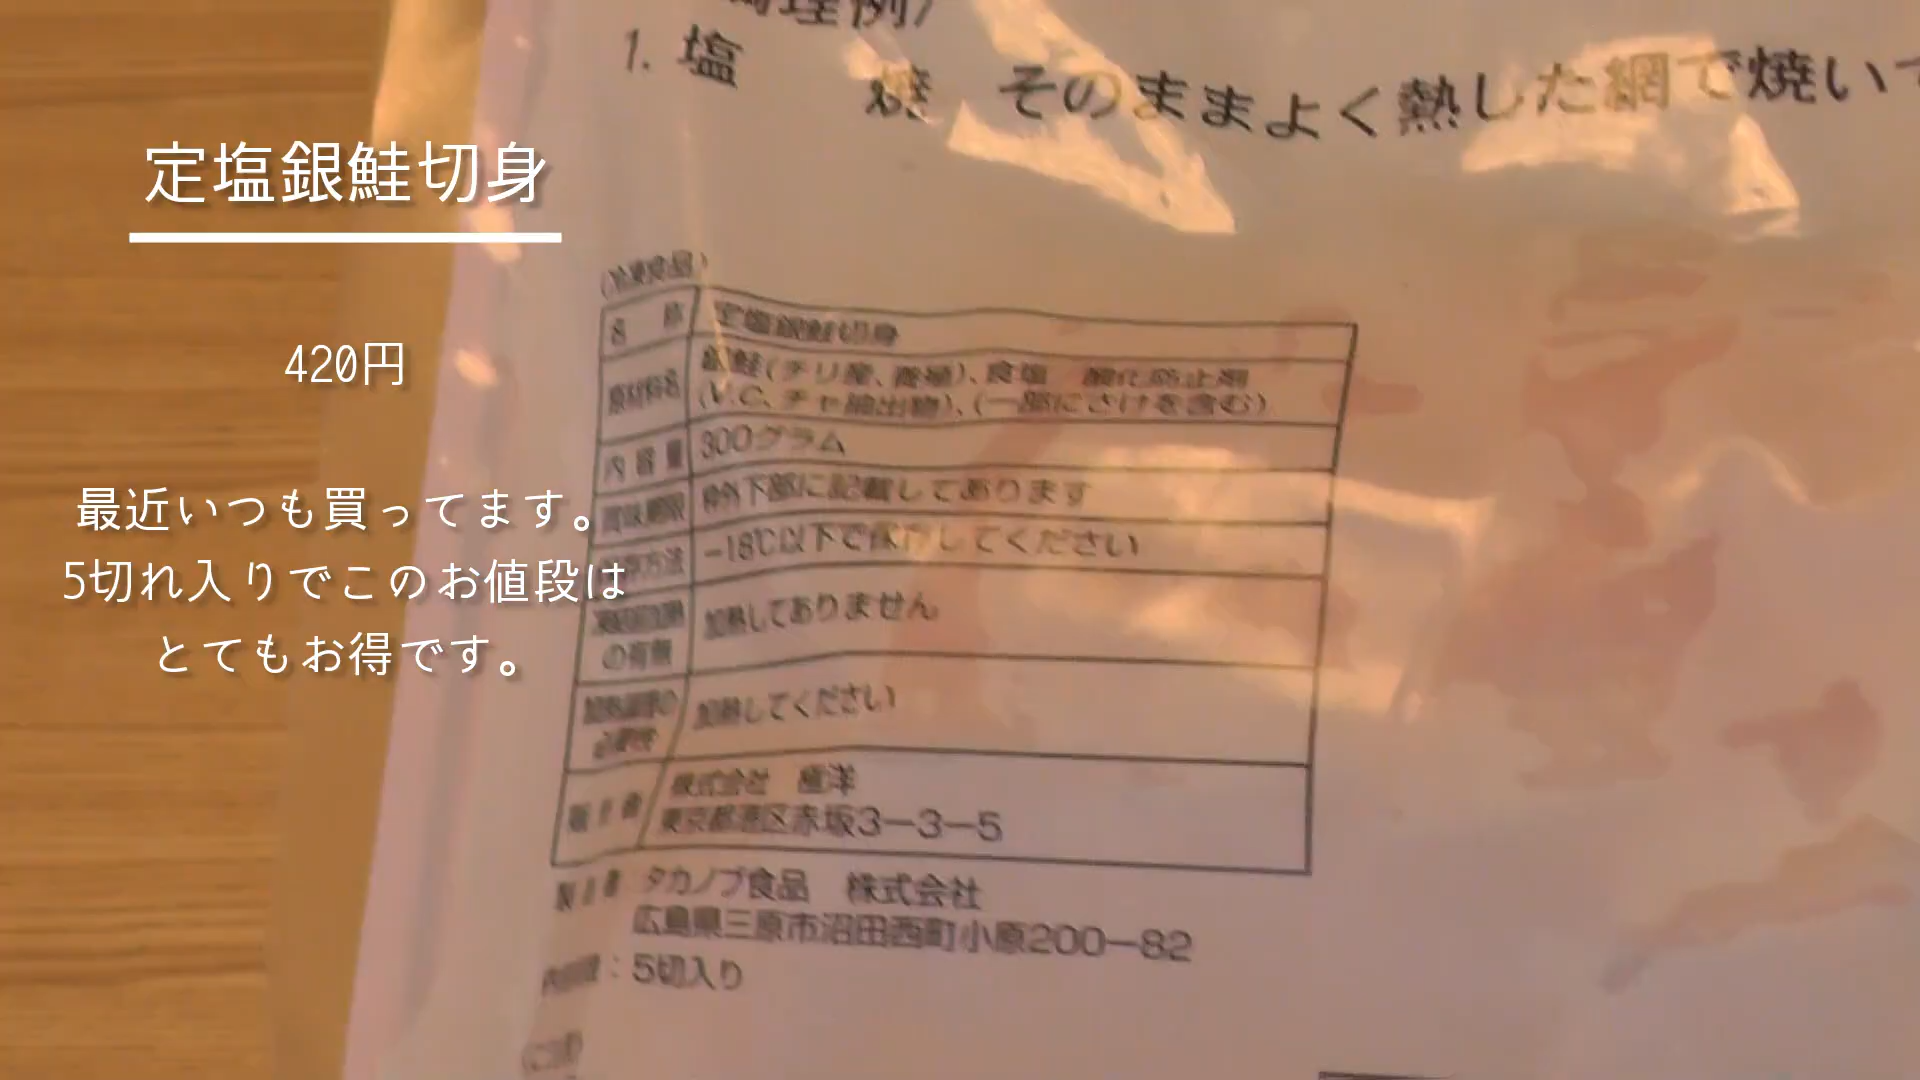 定塩銀鮭切身
420円
最近いつも買ってます。
5切れ入りでこのお値段は
とてもお得です。
調理例)
1. 塩 焼 そのままよく熱した網で焼いて
(冷凍食品)
名 称 定塩銀鮭切身
原材料名 銀鮭(チリ産、養殖)、食塩 酸化防止剤
(V.C、チャ抽出物)、(一部にさけを含む)
内容量 300グラム
賞味期限 枠外下部に記載してあります
保存方法 -18℃以下で保存してください
凍結前加熱
の有無 加熱してありません
加熱調理の
必要性 加熱してください
株式会社 極洋
東京都港区赤坂3-3-5
製造者 タカノブ食品 株式会社
広島県三原市沼田西町小原200-82
内容量:5切入り